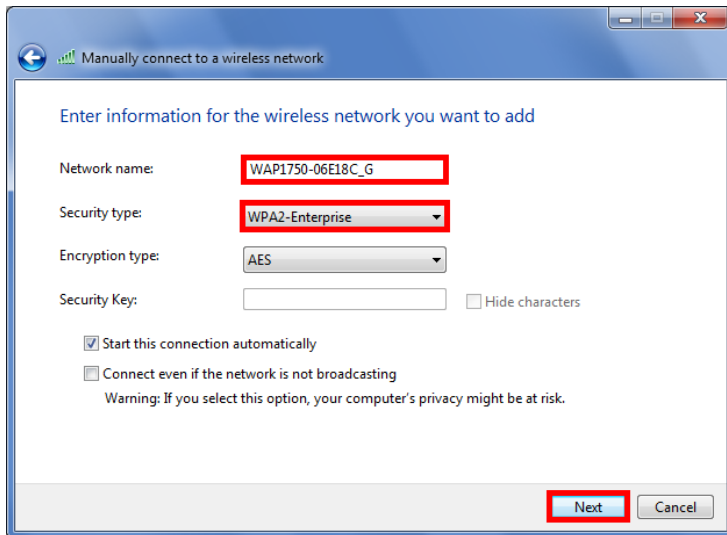 Manually connect to a wireless network
Enter information for the wireless network you want to add
Network name: WAP1750-06E18C_G
Security type: WPA2-Enterprise
Encryption type: AES
Security Key: Hide characters
Start this connection automatically
Connect even if the network is not broadcasting
Warning: If you select this option, your computer's privacy might be at risk.
Next Cancel